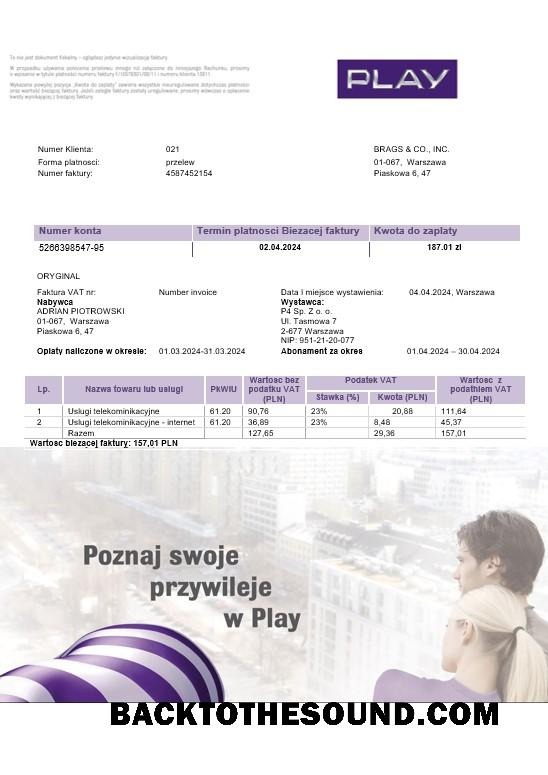 To nie jest dokument fiskalny – oglądasz jedynie wizualizację faktury.
W przypadku używania polecenia przelewu innego niż załączone do niniejszego Rachunku, prosimy
o wpisanie w tytule płatności numeru faktury i numeru klienta
Wykazana powyżej pozycja „Kwota do zapłaty" zawiera wszystkie nieuregulowane dotychczas płatności
oraz wartość bieżącej faktury. Jeżeli zaległe faktury zostały uregulowane, prosimy wówczas o opłacenie
kwoty wynikającej z bieżącej faktury.
PLAY
Numer Klienta: 021 BRAGS & CO., INC.
Forma platnosci: przelew 01-067, Warszawa
Numer faktury: 4587452154 Piaskowa 6, 47
Numer konta Termin platnosci Biezacej faktury Kwota do zaplaty
5266398547-95 02.04.2024 187.01 zl
ORYGINAL
Faktura VAT nr: Number invoice Data I miejsce wystawienia: 04.04.2024, Warszawa
Nabywca Wystawca:
ADRIAN PIOTROWSKI P4 Sp. Z o. o.
01-067, Warszawa Ul. Tasmowa 7
Piaskowa 6, 47 2-677 Warszawa
NIP: 951-21-20-077
Oplaty naliczone w okresie: 01.03.2024-31.03.2024 Abonament za okres 01.04.2024 – 30.04.2024
Lp. Nazwa towaru lub uslugi PkWIU Wartosc bez podatku VAT (PLN) Podatek VAT Wartosc z podatkiem VAT (PLN)
Stawka (%) Kwota (PLN)
1 Uslugi telekominikacyjne 61.20 90,76 23% 20,88 111,64
2 Uslugi telekominikacyjne - internet 61.20 36,89 23% 8,48 45,37
Razem 127,65 29,36 157,01
Wartosc biezącej faktury: 157,01 PLN
Poznaj swoje
przywileje
w Play
BACKTOTHESOUND.COM